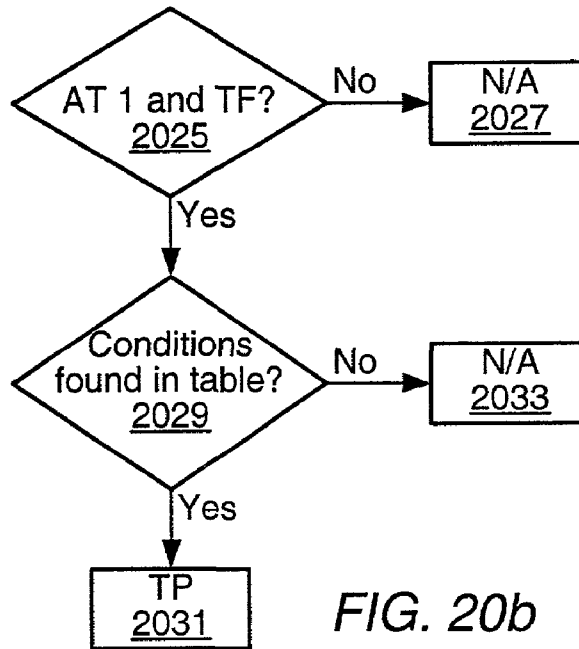 AT 1 and TF?
2025
No
N/A
2027
Yes
Conditions
found in table?
2029
No
N/A
2033
Yes
TP
2031
FIG. 20b